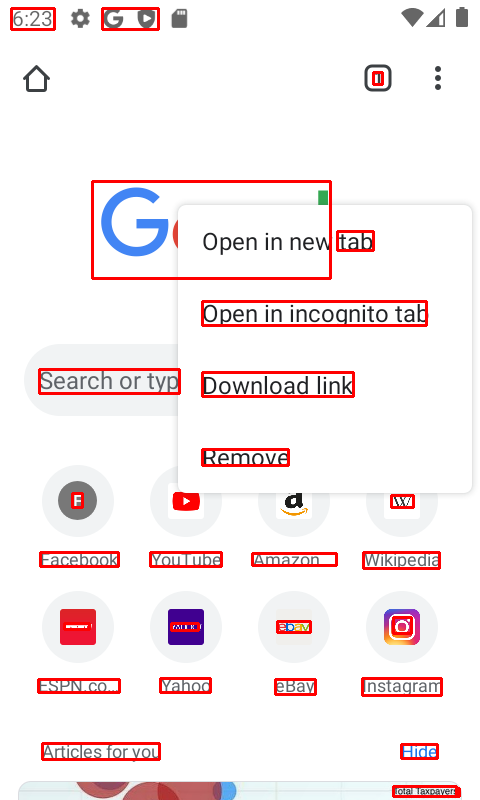 6:23
Open in new tab
Open in incognito tab
Search or typ
Download link
Remove
Facebook
YouTube
Amazon
Wikipedia
ebay
ESPN.co...
Yahoo
eBay
Instagram
Articles for you
Hide
Total Taxpayers